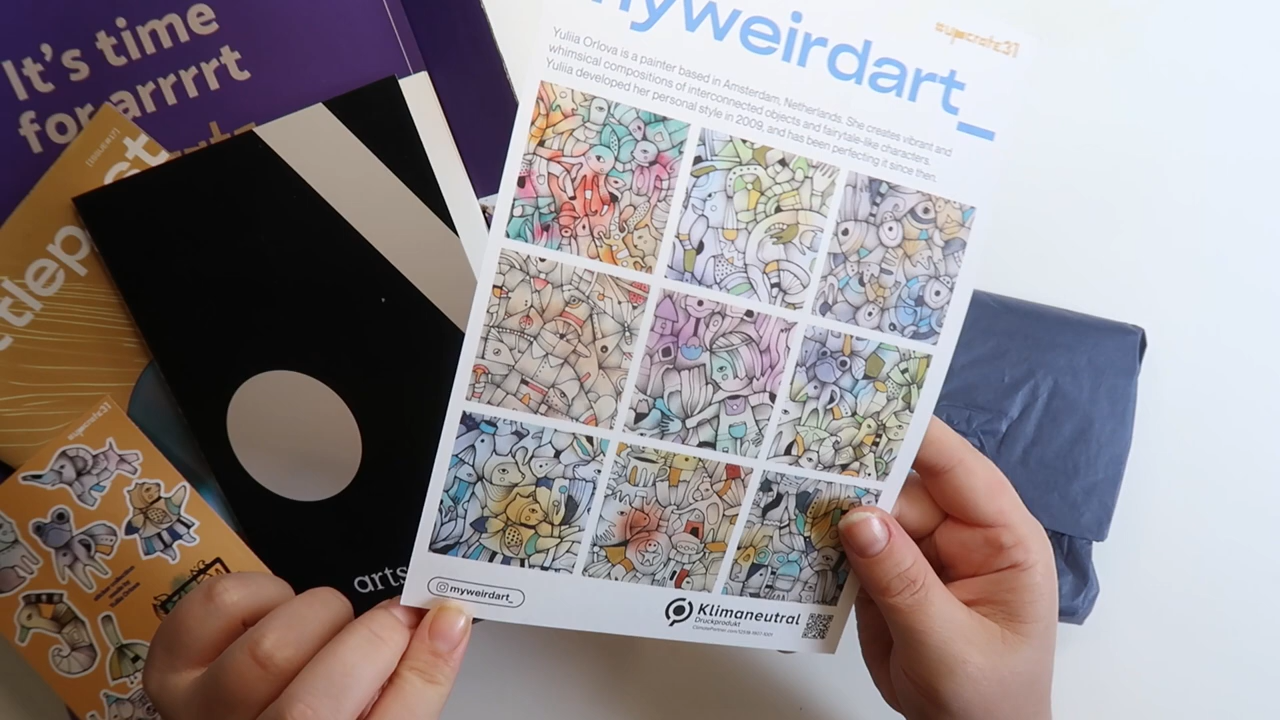 It's time
for arrrrt
[ISSUE#17]
myweirdart_
Yuliia Orlova is a painter based in Amsterdam, Netherlands. She creates vibrant and
whimsical compositions of interconnected objects and fairytale-like characters.
Yuliia developed her personal style in 2009, and has been perfecting it since then.
arts
myweirdart_
Klimaneutral
Druckprodukt